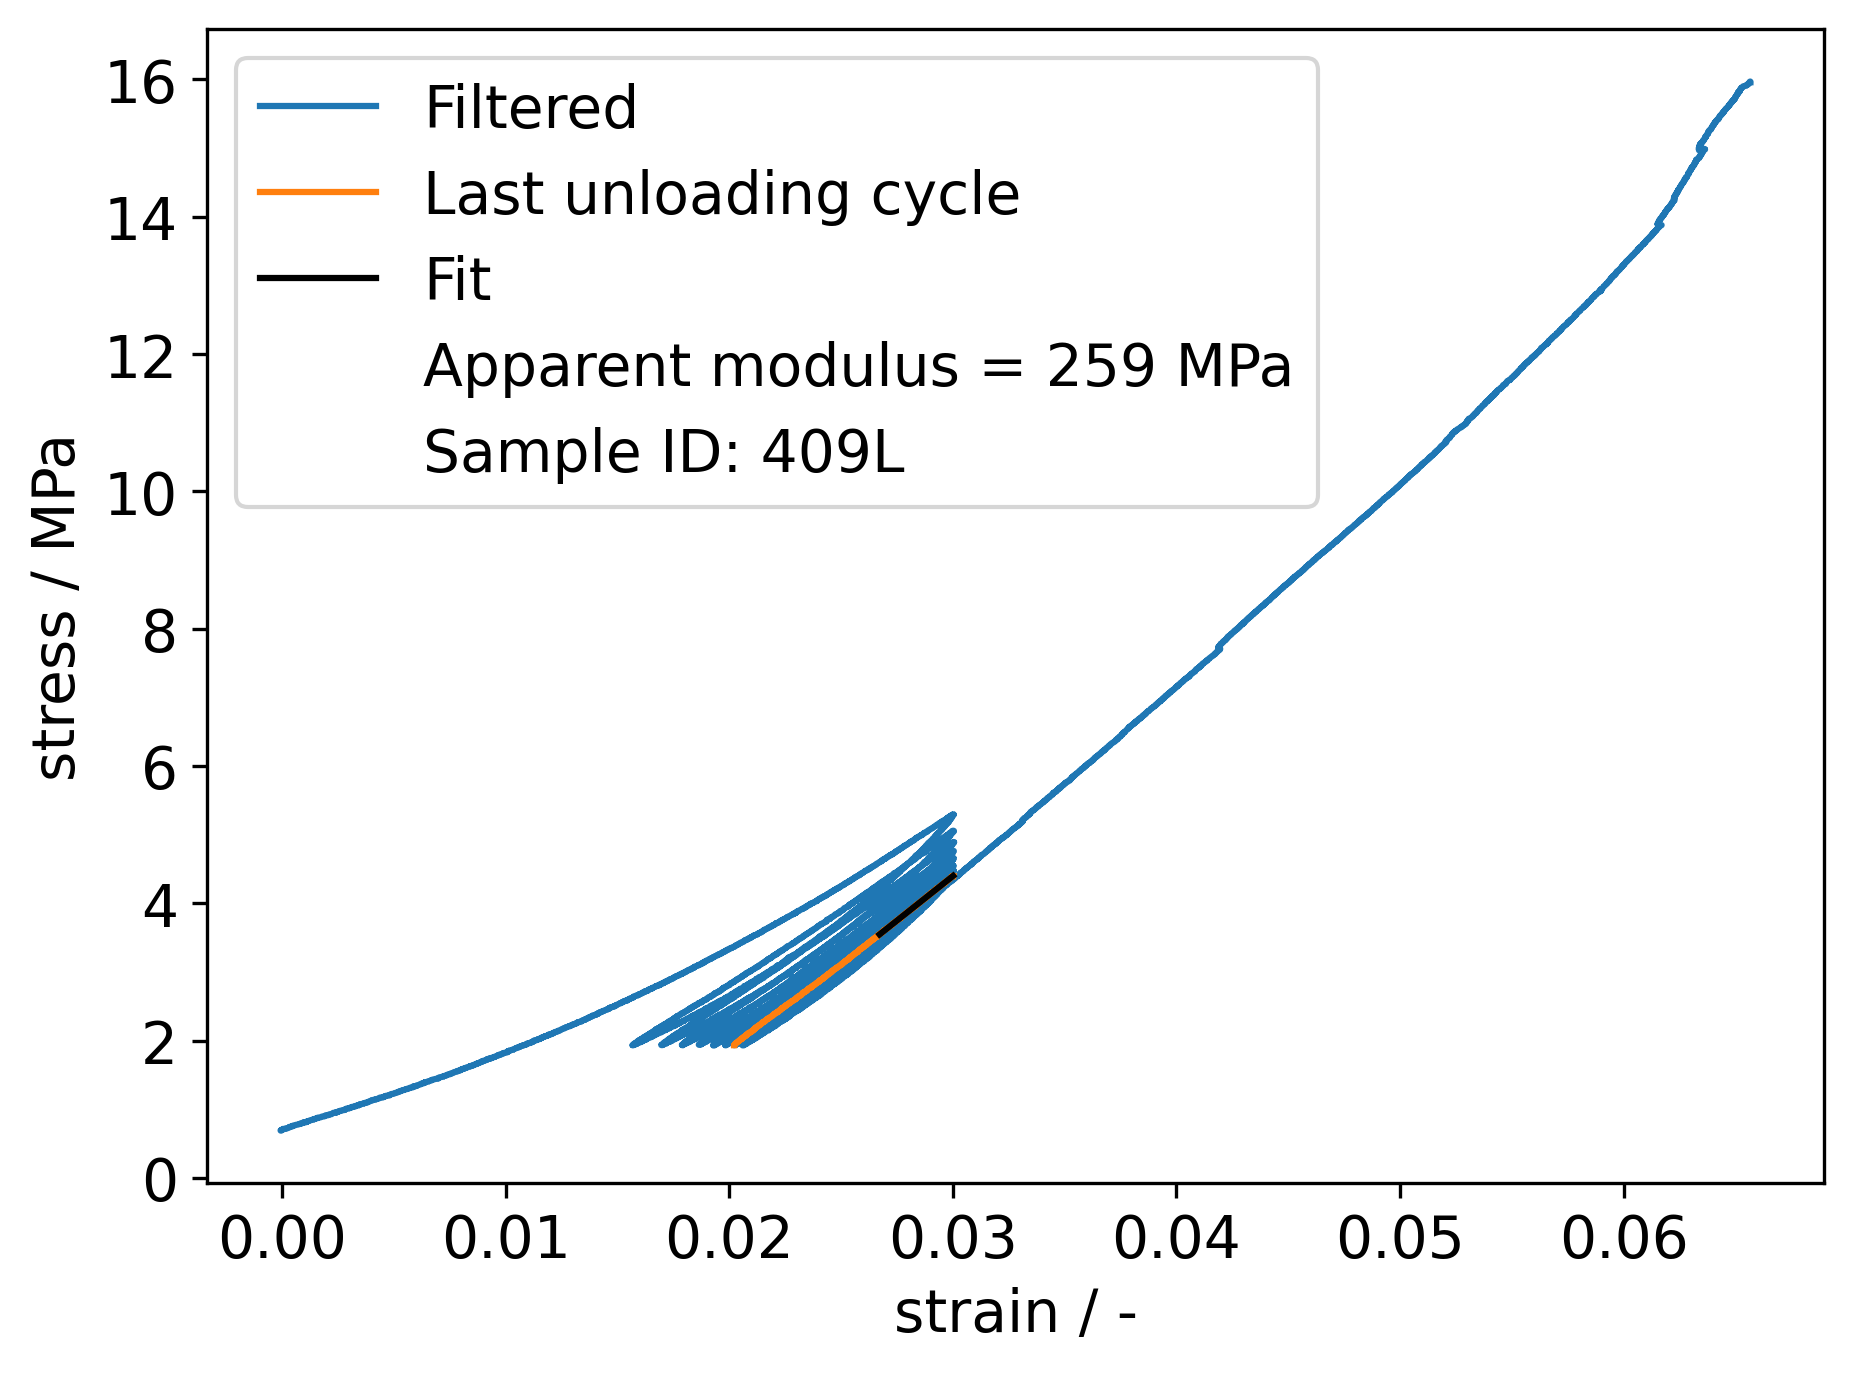 Filtered
Last unloading cycle
Fit
Apparent modulus = 259 MPa
Sample ID: 409L
stress / MPa
16
14
12
10
8
6
4
2
0
0.00 0.01 0.02 0.03 0.04 0.05 0.06
strain / -